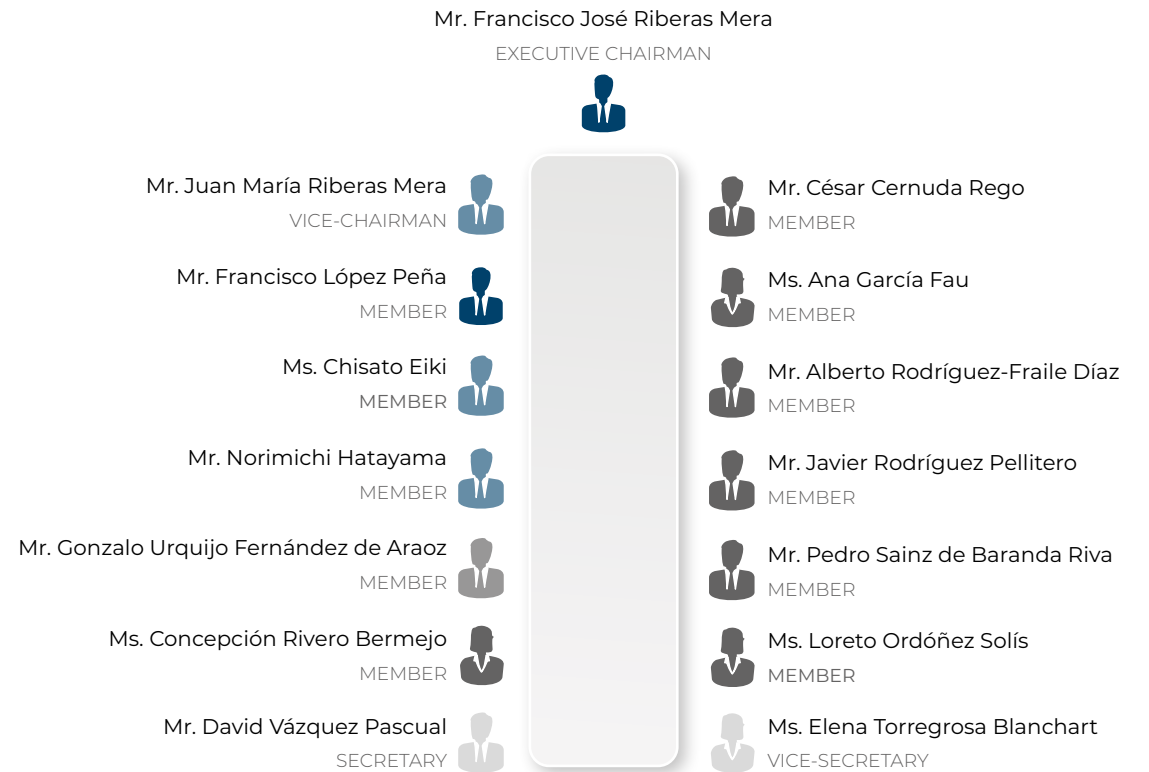 Mr. Francisco José Riberas Mera
EXECUTIVE CHAIRMAN
Mr. Juan María Riberas Mera
VICE-CHAIRMAN
Mr. Francisco López Peña
MEMBER
Ms. Chisato Eiki
MEMBER
Mr. Norimichi Hatayama
MEMBER
Mr. Gonzalo Urquijo Fernández de Araoz
MEMBER
Ms. Concepción Rivero Bermejo
MEMBER
Mr. David Vázquez Pascual
SECRETARY
Mr. César Cernuda Rego
MEMBER
Ms. Ana García Fau
MEMBER
Mr. Alberto Rodríguez-Fraile Díaz
MEMBER
Mr. Javier Rodríguez Pellitero
MEMBER
Mr. Pedro Sainz de Baranda Riva
MEMBER
Ms. Loreto Ordóñez Solís
MEMBER
Ms. Elena Torregrosa Blanchart
VICE-SECRETARY